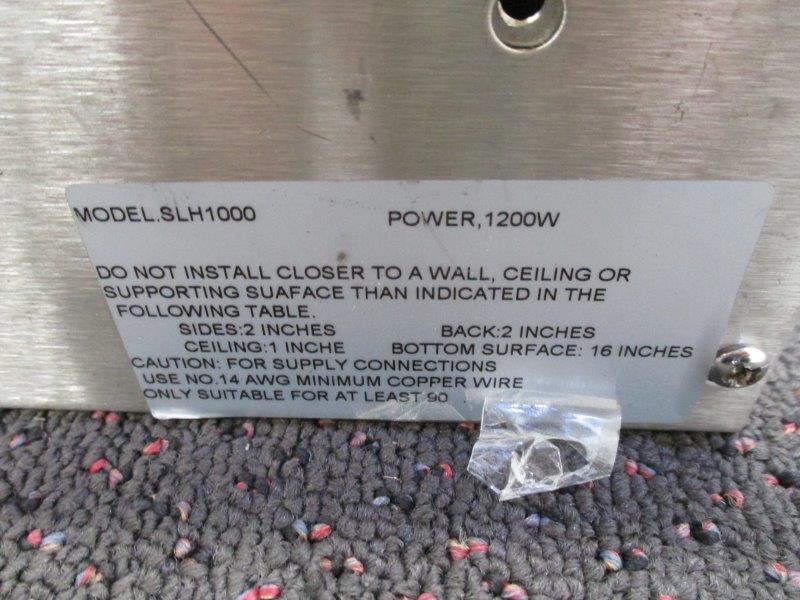 MODEL.SLH1000 POWER,1200W
DO NOT INSTALL CLOSER TO A WALL, CEILING OR
SUPPORTING SUAFACE THAN INDICATED IN THE
FOLLOWING TABLE.
SIDES:2 INCHES BACK:2 INCHES
CEILING:1 INCHE BOTTOM SURFACE: 16 INCHES
CAUTION: FOR SUPPLY CONNECTIONS
USE NO.14 AWG MINIMUM COPPER WIRE
ONLY SUITABLE FOR AT LEAST 90